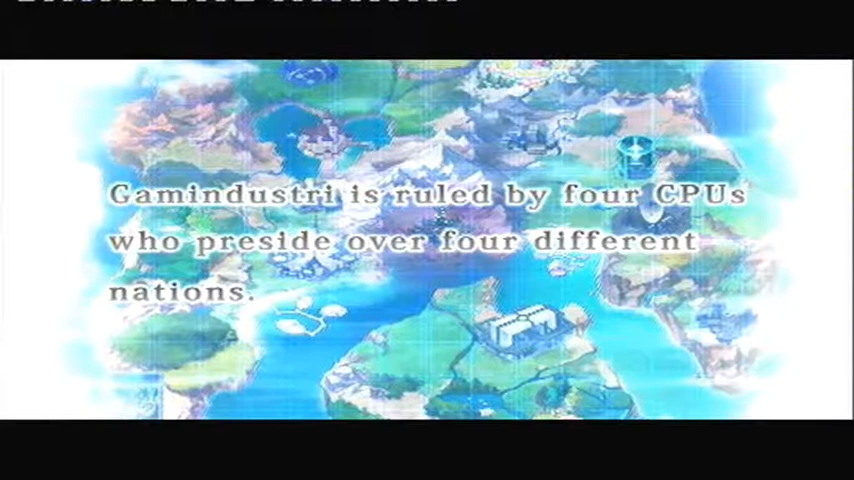 Gamindustri is ruled by four CPUs
who preside over four different
nations.